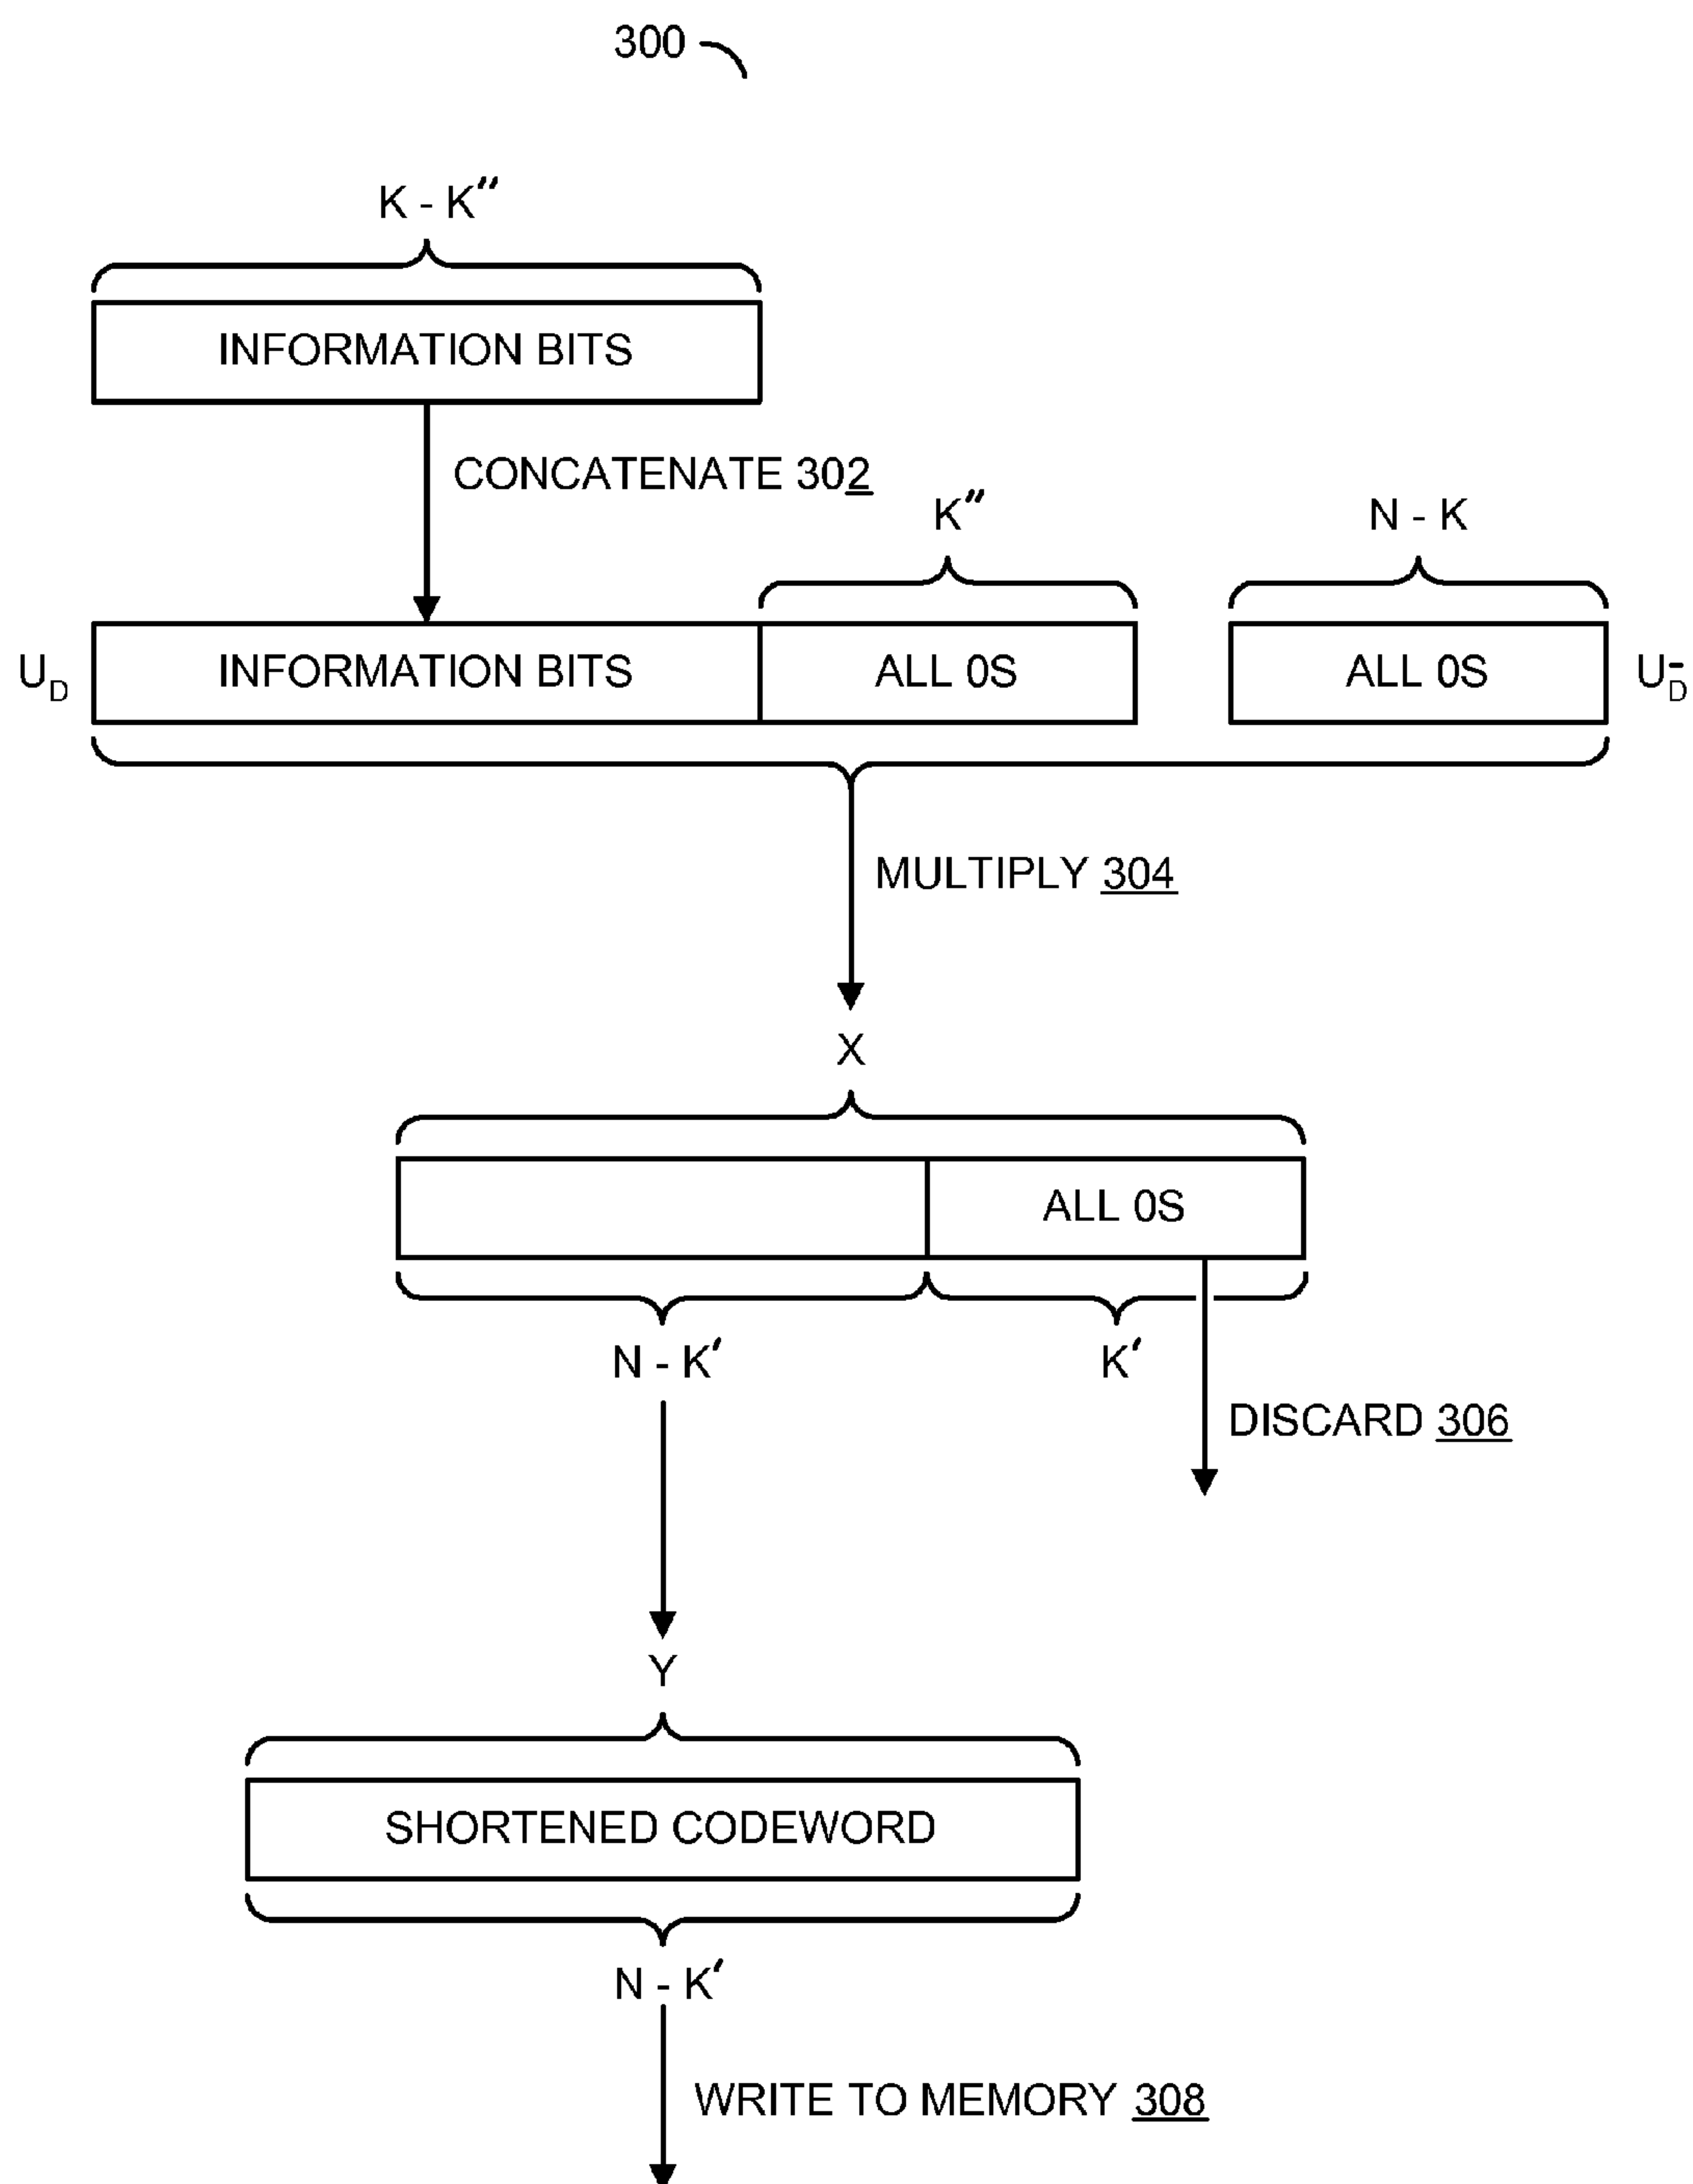 300
K - K″
INFORMATION BITS
CONCATENATE 302
K″
N - K
U_D
INFORMATION BITS
ALL 0S
ALL 0S
U_D̄
MULTIPLY 304
X
ALL 0S
N - K′
K′
DISCARD 306
Y
SHORTENED CODEWORD
N - K′
WRITE TO MEMORY 308